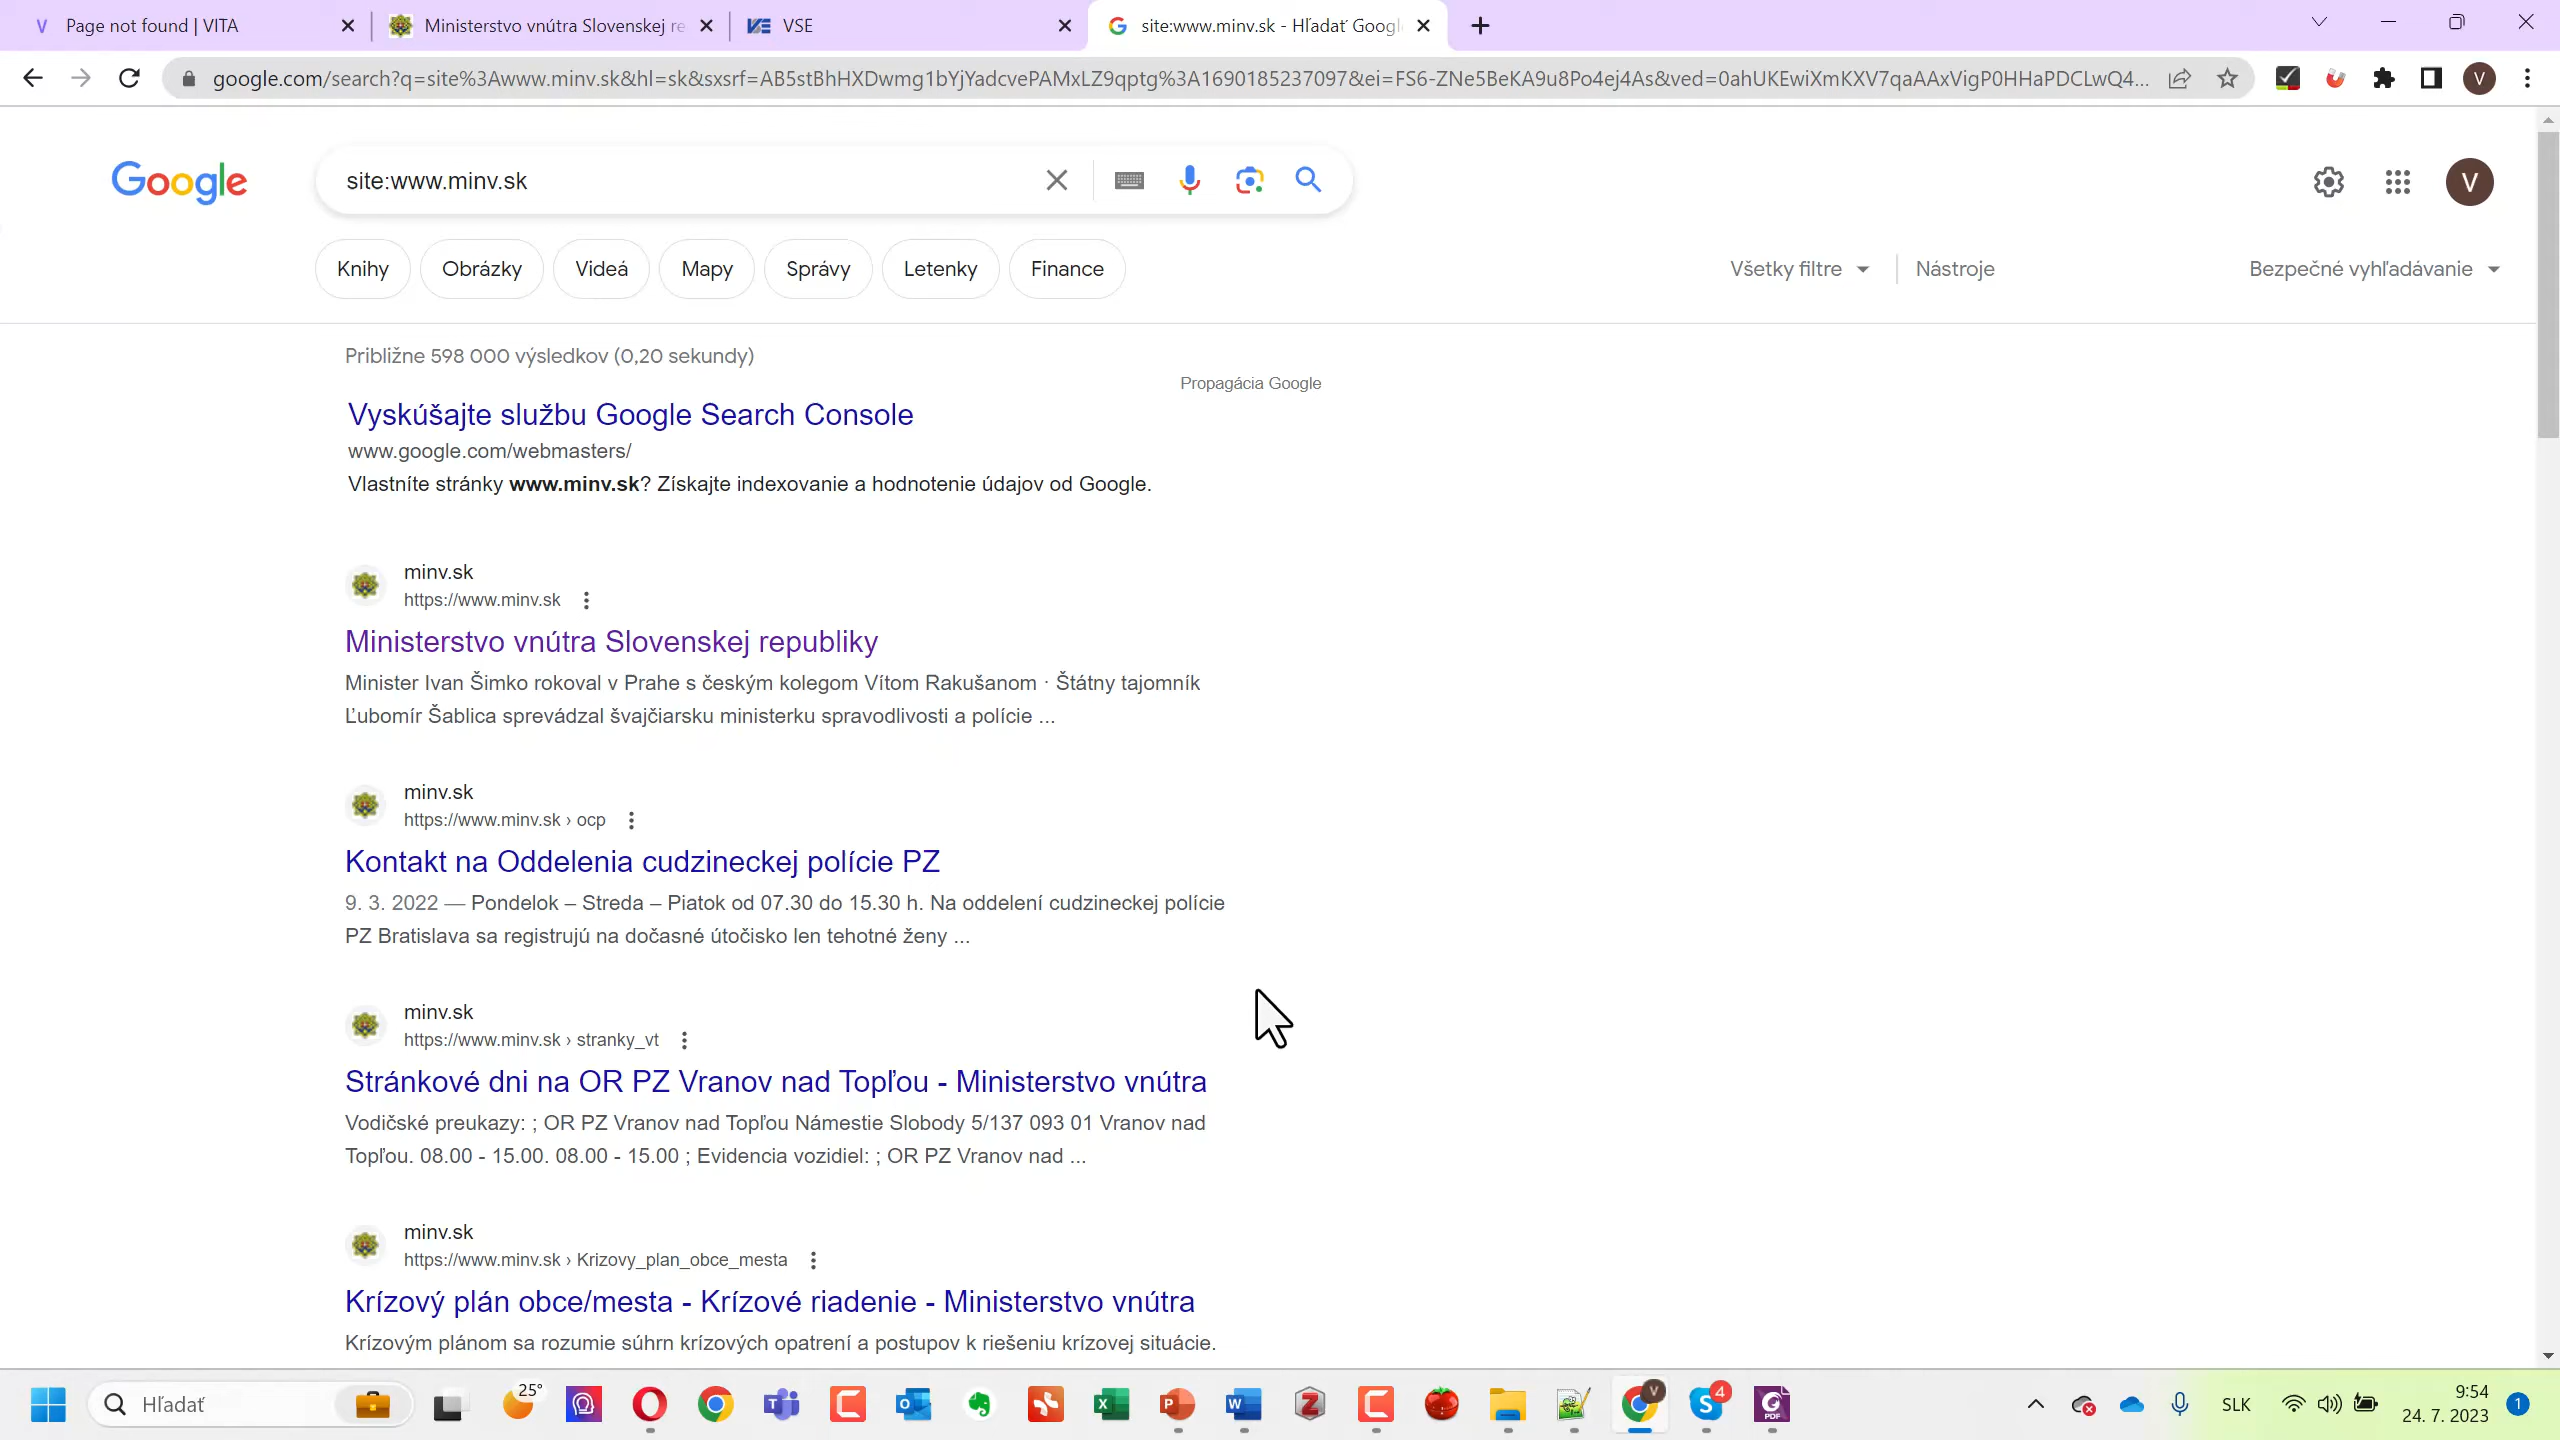 Page not found | VITA
Ministerstvo vnútra Slovenskej re
VSE
site:www.minv.sk - Hľadať Googl
google.com/search?q=site%3Awww.minv.sk&hl=sk&sxsrf=AB5stBhHXDwmg1bYjYadcvePAMxLZ9qptg%3A1690185237097&ei=FS6-ZNe5BeKA9u8Po4ej4As&ved=0ahUKEwiXmKXV7qaAAxVigP0HHaPDCLwQ4...
V
Google
site:www.minv.sk
V
Knihy
Obrázky
Videá
Mapy
Správy
Letenky
Finance
Všetky filtre
Nástroje
Bezpečné vyhľadávanie
Približne 598 000 výsledkov (0,20 sekundy)
Propagácia Google
Vyskúšajte službu Google Search Console
www.google.com/webmasters/
Vlastníte stránky www.minv.sk? Získajte indexovanie a hodnotenie údajov od Google.
minv.sk
https://www.minv.sk
Ministerstvo vnútra Slovenskej republiky
Minister Ivan Šimko rokoval v Prahe s českým kolegom Vítom Rakušanom · Štátny tajomník
Ľubomír Šablica sprevádzal švajčiarsku ministerku spravodlivosti a polície ...
minv.sk
https://www.minv.sk › ocp
Kontakt na Oddelenia cudzineckej polície PZ
9. 3. 2022 — Pondelok – Streda – Piatok od 07.30 do 15.30 h. Na oddelení cudzineckej polície
PZ Bratislava sa registrujú na dočasné útočisko len tehotné ženy ...
minv.sk
https://www.minv.sk › stranky_vt
Stránkové dni na OR PZ Vranov nad Topľou - Ministerstvo vnútra
Vodičské preukazy: ; OR PZ Vranov nad Topľou Námestie Slobody 5/137 093 01 Vranov nad
Topľou. 08.00 - 15.00. 08.00 - 15.00 ; Evidencia vozidiel: ; OR PZ Vranov nad ...
minv.sk
https://www.minv.sk › Krizovy_plan_obce_mesta
Krízový plán obce/mesta - Krízové riadenie - Ministerstvo vnútra
Krízovým plánom sa rozumie súhrn krízových opatrení a postupov k riešeniu krízovej situácie.
Hľadať
25°
4
SLK
9:54
24. 7. 2023
1